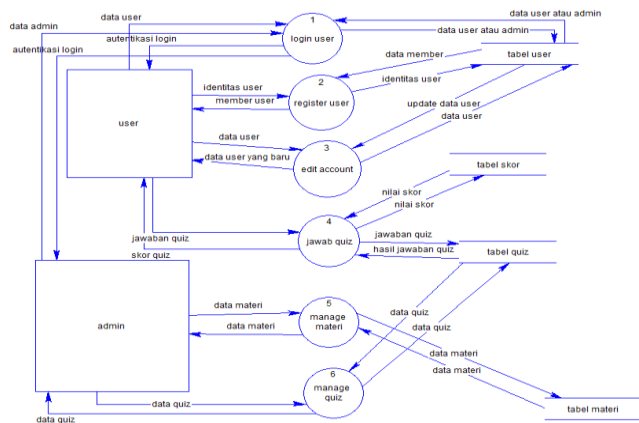 data user
1
data user atau admin
data admin
login user
data user atau admin
autentikasi login
autentikasi login
data member
tabel user
identitas user
2
identitas user
register user
member user
update data user
user
data user
data user
3
data user yang baru
edit account
tabel skor
nilai skor
nilai skor
4
jawab quiz
jawaban quiz
jawaban quiz
hasil jawaban quiz
tabel quiz
skor quiz
data materi
5
data quiz
manage
materi
data quiz
admin
data materi
data materi
data materi
6
manage
quiz
data quiz
tabel materi
data quiz